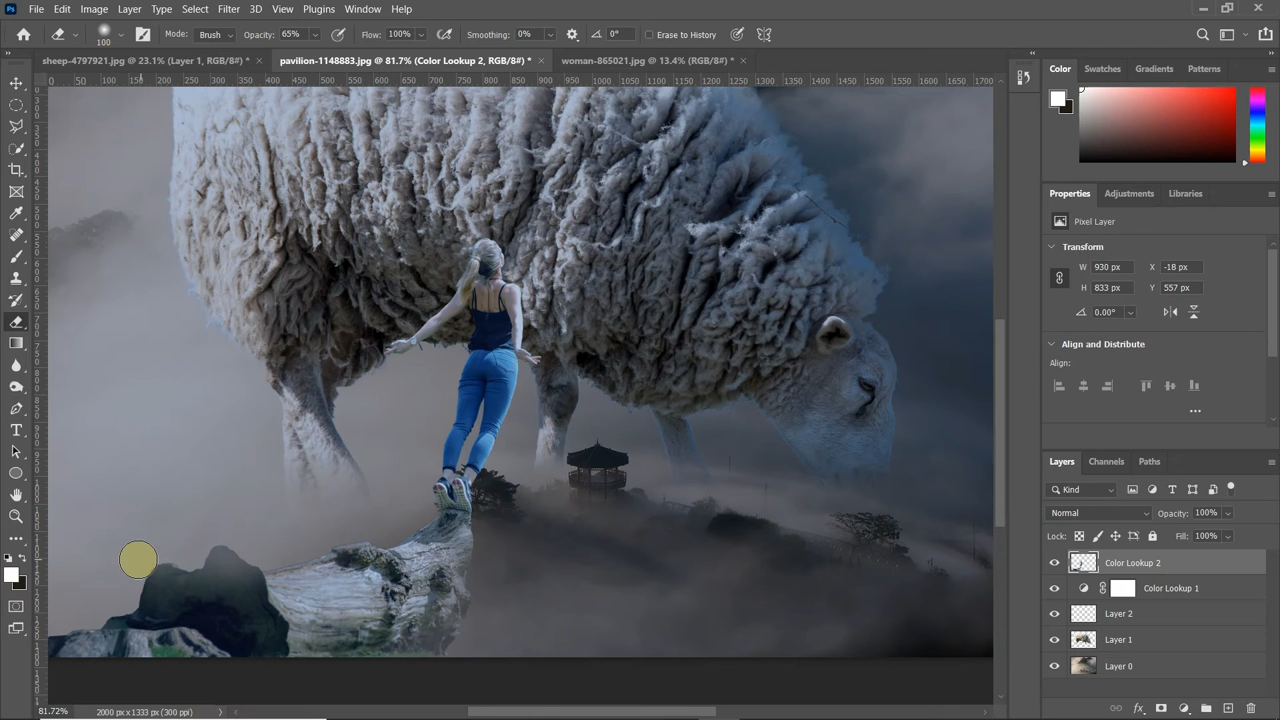 Ps File Edit Image Layer Type Select Filter 3D View Plugins Window Help
100 Mode: Brush Opacity: 65% Flow: 100% Smoothing: 0% 0° Erase to History
sheep-4797921.jpg @ 23.1% (Layer 1, RGB/8#) * pavilion-1148883.jpg @ 81.7% (Color Lookup 2, RGB/8#) * woman-865021.jpg @ 13.4% (RGB/8#) *
0 50 100 150 200 250 300 350 400 450 500 550 600 650 700 750 800 850 900 950 1000 1050 1100 1150 1200 1250 1300 1350 1400 1450 1500 1550 1600 1650 1700
Color Swatches Gradients Patterns
Properties Adjustments Libraries
Pixel Layer
Transform
W 930 px X -18 px
H 833 px Y 557 px
0.00°
Align and Distribute
Align:
Layers Channels Paths
Kind
Normal Opacity: 100%
Lock: Fill: 100%
Color Lookup 2
Color Lookup 1
Layer 2
Layer 1
Layer 0
81.72% 2000 px x 1333 px (300 ppi)